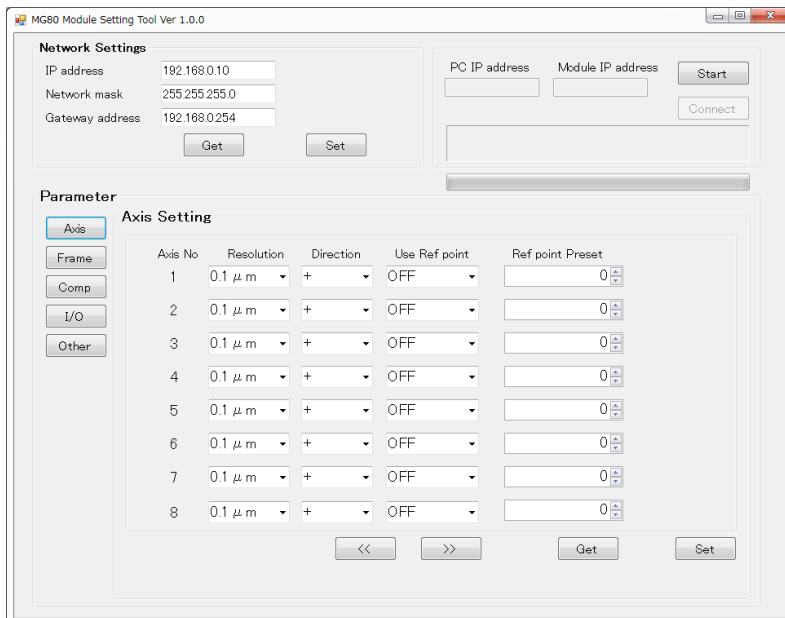 MG80 Module Setting Tool Ver 1.0.0
Network Settings
IP address 192.168.0.10
Network mask 255.255.255.0
Gateway address 192.168.0.254
Get Set
PC IP address Module IP address Start
Connect
Parameter
Axis
Frame
Comp
I/O
Other
Axis Setting
Axis No Resolution Direction Use Ref point Ref point Preset
1 0.1 μm + OFF 0
2 0.1 μm + OFF 0
3 0.1 μm + OFF 0
4 0.1 μm + OFF 0
5 0.1 μm + OFF 0
6 0.1 μm + OFF 0
7 0.1 μm + OFF 0
8 0.1 μm + OFF 0
<< >> Get Set